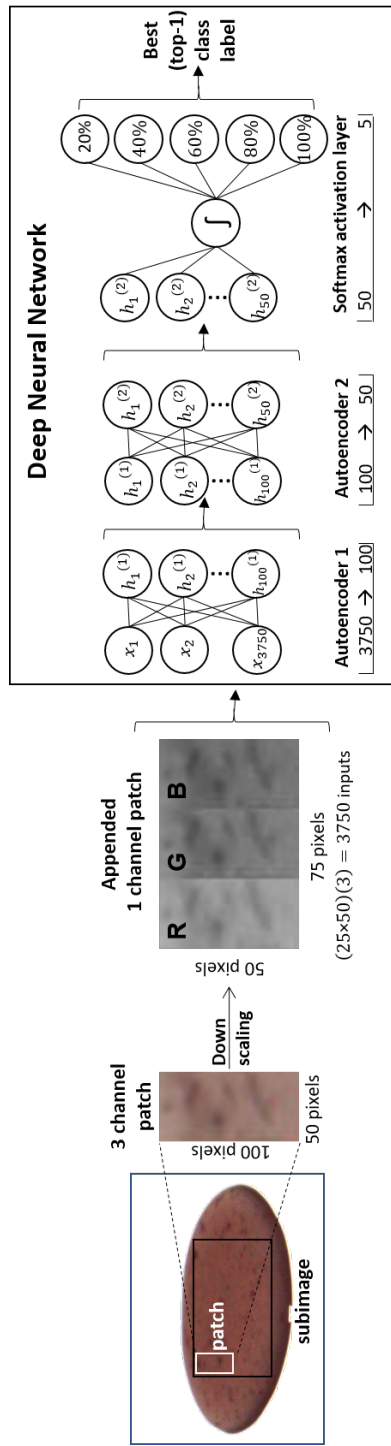 patch
subimage
3 channel
patch
100 pixels
50 pixels
Down
scaling
Appended
1 channel patch
R G B
50 pixels
75 pixels
(25×50)(3) = 3750 inputs
Deep Neural Network
x₁
x₂
x₃₇₅₀
h₁⁽¹⁾
h₂⁽¹⁾
⋯
h₁₀₀⁽¹⁾
Autoencoder 1
3750 → 100
h₁⁽¹⁾
h₂⁽¹⁾
⋯
h₁₀₀⁽¹⁾
h₁⁽²⁾
h₂⁽²⁾
⋯
h₅₀⁽²⁾
Autoencoder 2
100 → 50
h₁⁽²⁾
h₂⁽²⁾
⋯
h₅₀⁽²⁾
∫
20%
40%
60%
80%
100%
Softmax activation layer
50 → 5
Best
(top-1)
class
label